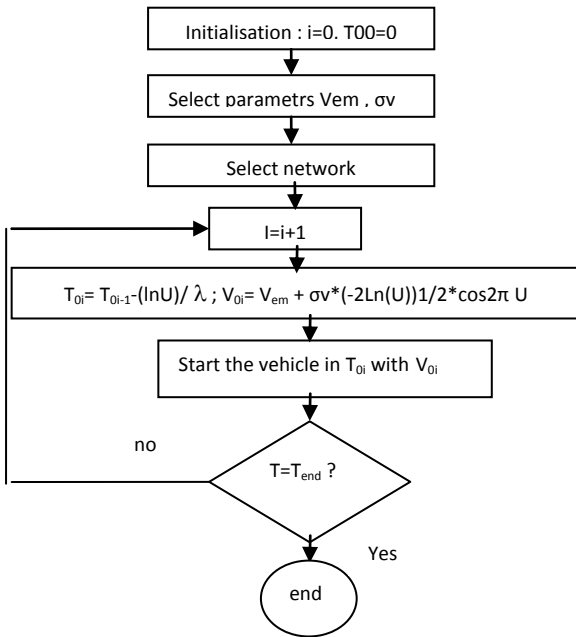 Initialisation : i=0. T00=0
Select parametrs Vem , σv
Select network
I=i+1
T0i= T0i-1-(lnU)/ λ ; V0i= Vem + σv*(-2Ln(U))1/2*cos2π U
Start the vehicle in T0i with V0i
no
T=Tend ?
Yes
end